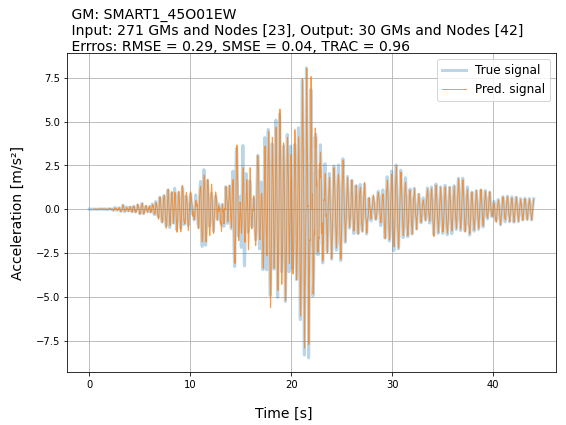 GM: SMART1_45O01EW
Input: 271 GMs and Nodes [23], Output: 30 GMs and Nodes [42]
Errros: RMSE = 0.29, SMSE = 0.04, TRAC = 0.96
True signal
Pred. signal
7.5
5.0
2.5
0.0
−2.5
−5.0
−7.5
Acceleration [m/s²]
0 10 20 30 40
Time [s]